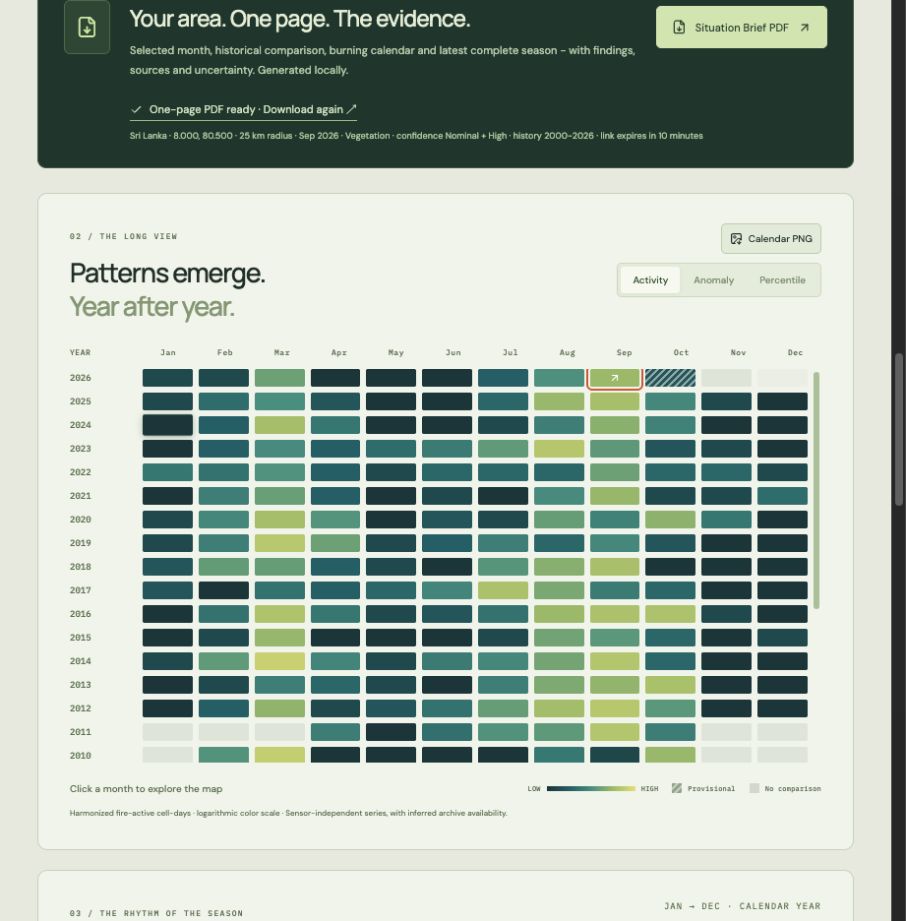 Your area. One page. The evidence.
Situation Brief PDF
Selected month, historical comparison, burning calendar and latest complete season - with findings,
sources and uncertainty. Generated locally.
One-page PDF ready · Download again
Sri Lanka · 8.000, 80.500 · 25 km radius · Sep 2026 · Vegetation · confidence Nominal + High · history 2000–2026 · link expires in 10 minutes
02 / THE LONG VIEW
Calendar PNG
Patterns emerge.
Year after year.
Activity Anomaly Percentile
YEAR Jan Feb Mar Apr May Jun Jul Aug Sep Oct Nov Dec
2026
2025
2024
2023
2022
2021
2020
2019
2018
2017
2016
2015
2014
2013
2012
2011
2010
Click a month to explore the map
LOW HIGH Provisional No comparison
Harmonized fire-active cell-days · logarithmic color scale · Sensor-independent series, with inferred archive availability.
03 / THE RHYTHM OF THE SEASON
JAN → DEC · CALENDAR YEAR